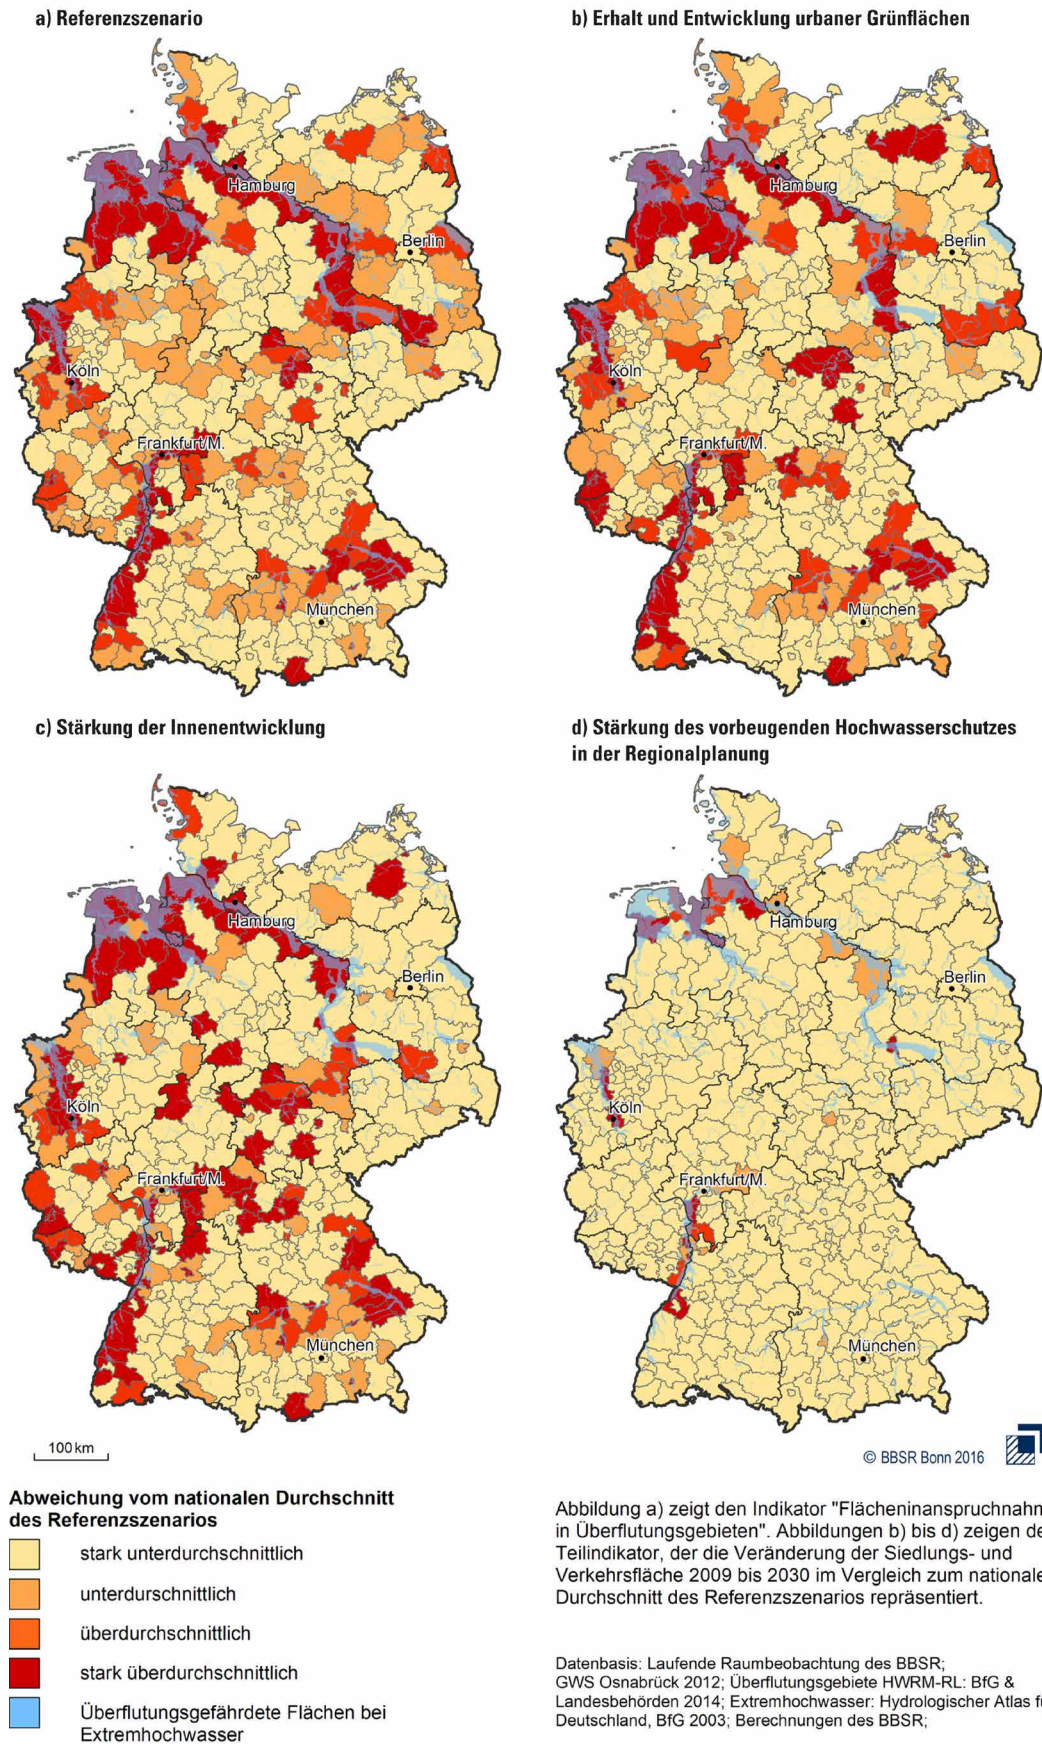 a) Referenzszenario
b) Erhalt und Entwicklung urbaner Grünflächen
Hamburg
Berlin
Köln
Frankfurt/M.
München
Hamburg
Berlin
Köln
Frankfurt/M.
München
c) Stärkung der Innenentwicklung
d) Stärkung des vorbeugenden Hochwasserschutzes
in der Regionalplanung
Hamburg
Berlin
Köln
Frankfurt/M.
München
Hamburg
Berlin
Köln
Frankfurt/M.
München
100 km
© BBSR Bonn 2016
Abweichung vom nationalen Durchschnitt
des Referenzszenarios
stark unterdurchschnittlich
unterdurschnittlich
überdurchschnittlich
stark überdurchschnittlich
Überflutungsgefährdete Flächen bei
Extremhochwasser
Abbildung a) zeigt den Indikator "Flächeninanspruchnahm
in Überflutungsgebieten". Abbildungen b) bis d) zeigen de
Teilindikator, der die Veränderung der Siedlungs- und
Verkehrsfläche 2009 bis 2030 im Vergleich zum nationale
Durchschnitt des Referenzszenarios repräsentiert.
Datenbasis: Laufende Raumbeobachtung des BBSR;
GWS Osnabrück 2012; Überflutungsgebiete HWRM-RL: BfG &
Landesbehörden 2014; Extremhochwasser: Hydrologischer Atlas fü
Deutschland, BfG 2003; Berechnungen des BBSR;